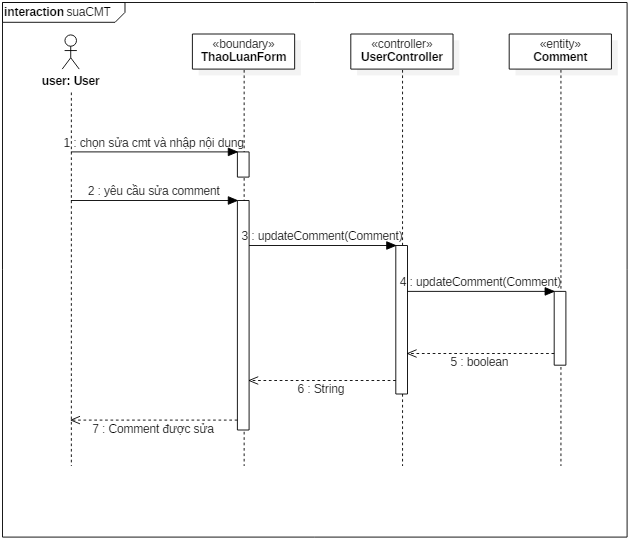 interaction suaCMT
user: User
«boundary»
ThaoLuanForm
«controller»
UserController
«entity»
Comment
1 : chọn sửa cmt và nhập nội dung
2 : yêu cầu sửa comment
3 : updateComment(Comment)
4 : updateComment(Comment)
5 : boolean
6 : String
7 : Comment được sửa